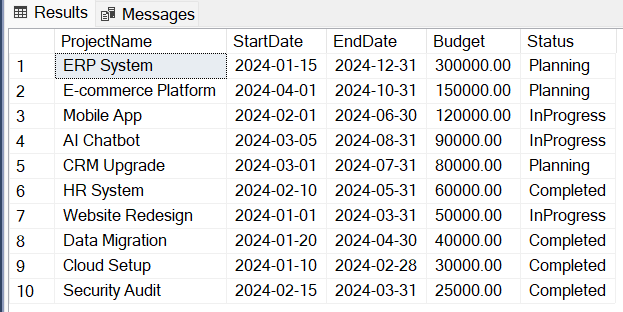 Results Messages
ProjectName StartDate EndDate Budget Status
1 ERP System 2024-01-15 2024-12-31 300000.00 Planning
2 E-commerce Platform 2024-04-01 2024-10-31 150000.00 Planning
3 Mobile App 2024-02-01 2024-06-30 120000.00 InProgress
4 AI Chatbot 2024-03-05 2024-08-31 90000.00 InProgress
5 CRM Upgrade 2024-03-01 2024-07-31 80000.00 Planning
6 HR System 2024-02-10 2024-05-31 60000.00 Completed
7 Website Redesign 2024-01-01 2024-03-31 50000.00 InProgress
8 Data Migration 2024-01-20 2024-04-30 40000.00 Completed
9 Cloud Setup 2024-01-10 2024-02-28 30000.00 Completed
10 Security Audit 2024-02-15 2024-03-31 25000.00 Completed